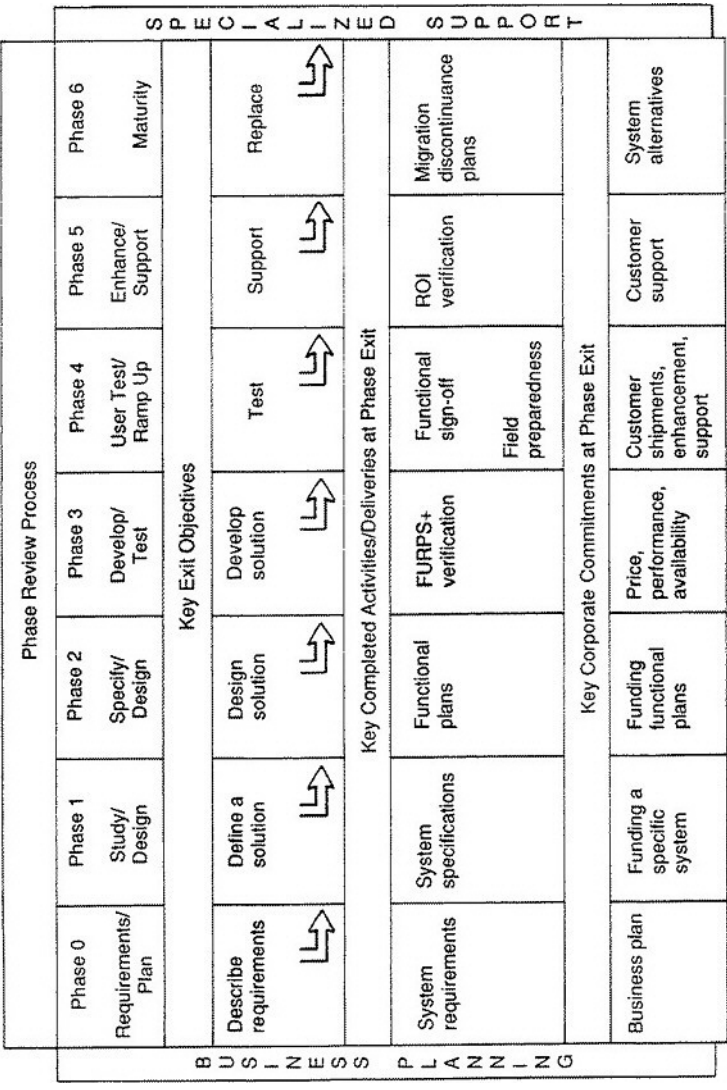 Phase Review Process
Phase 0
Requirements/
Plan
Phase 1
Study/
Design
Phase 2
Specify/
Design
Phase 3
Develop/
Test
Phase 4
User Test/
Ramp Up
Phase 5
Enhance/
Support
Phase 6
Maturity
Key Exit Objectives
Describe
requirements
Define a
solution
Design
solution
Develop
solution
Test
Support
Replace
Key Completed Activities/Deliveries at Phase Exit
System
requirements
System
specifications
Functional
plans
FURPS+
verification
Functional
sign-off
Field
preparedness
ROI
verification
Migration
discontinuance
plans
Key Corporate Commitments at Phase Exit
Business plan
Funding a
specific
system
Funding
functional
plans
Price,
performance,
availability
Customer
shipments,
enhancement,
support
Customer
support
System
alternatives
BUSINESS PLANNING
SPECIALIZED SUPPORT